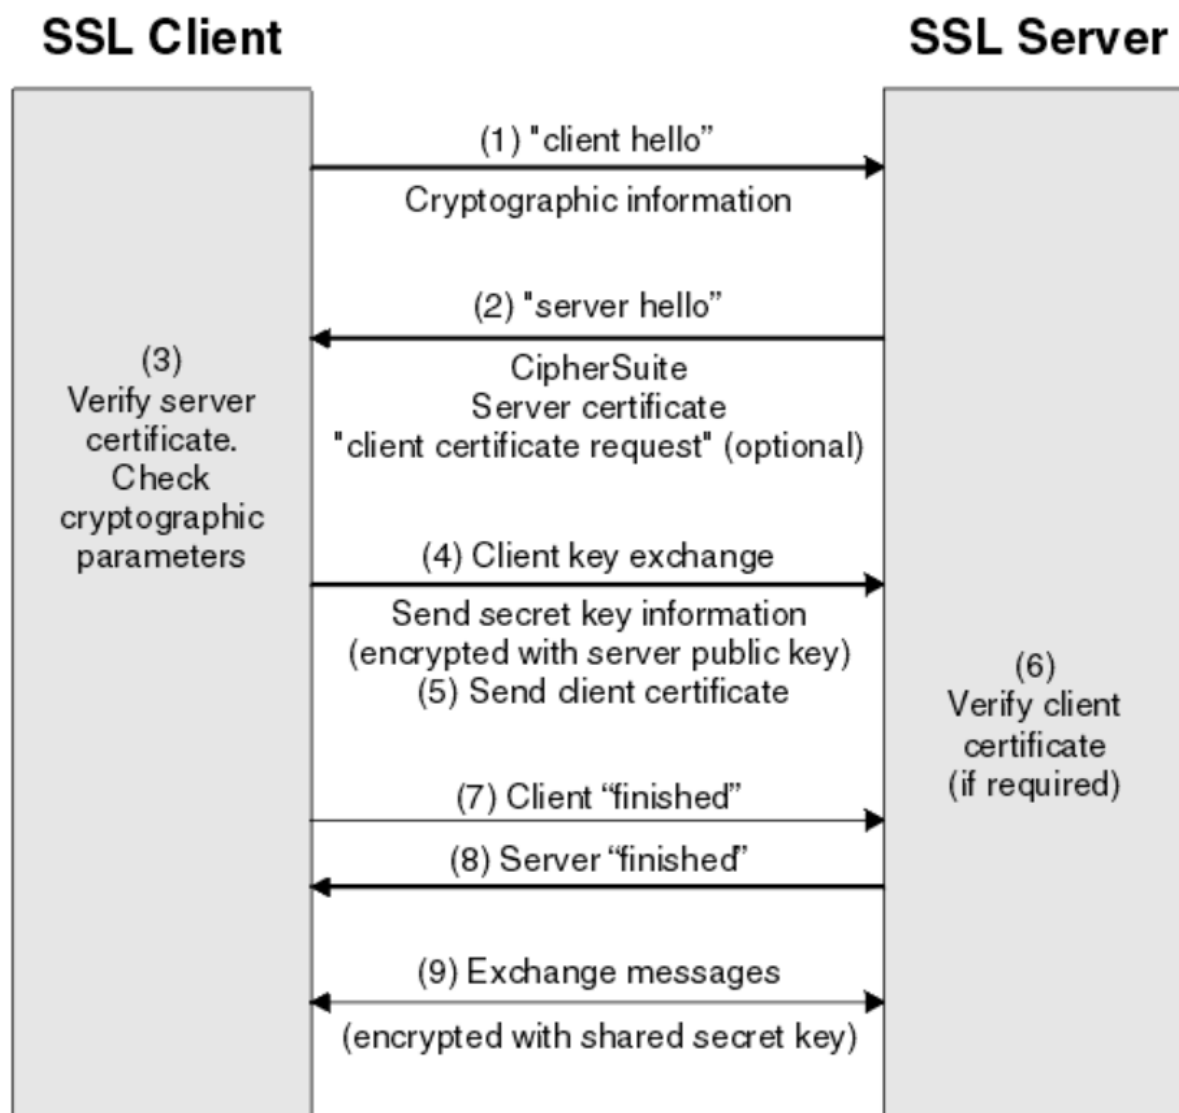 SSL Client
SSL Server
(1) "client hello”
Cryptographic information
(2) "server hello”
CipherSuite
Server certificate
"client certificate request" (optional)
(3)
Verify server
certificate.
Check
cryptographic
parameters
(4) Client key exchange
Send secret key information
(encrypted with server public key)
(5) Send client certificate
(6)
Verify client
certificate
(if required)
(7) Client “finished”
(8) Server “finished”
(9) Exchange messages
(encrypted with shared secret key)